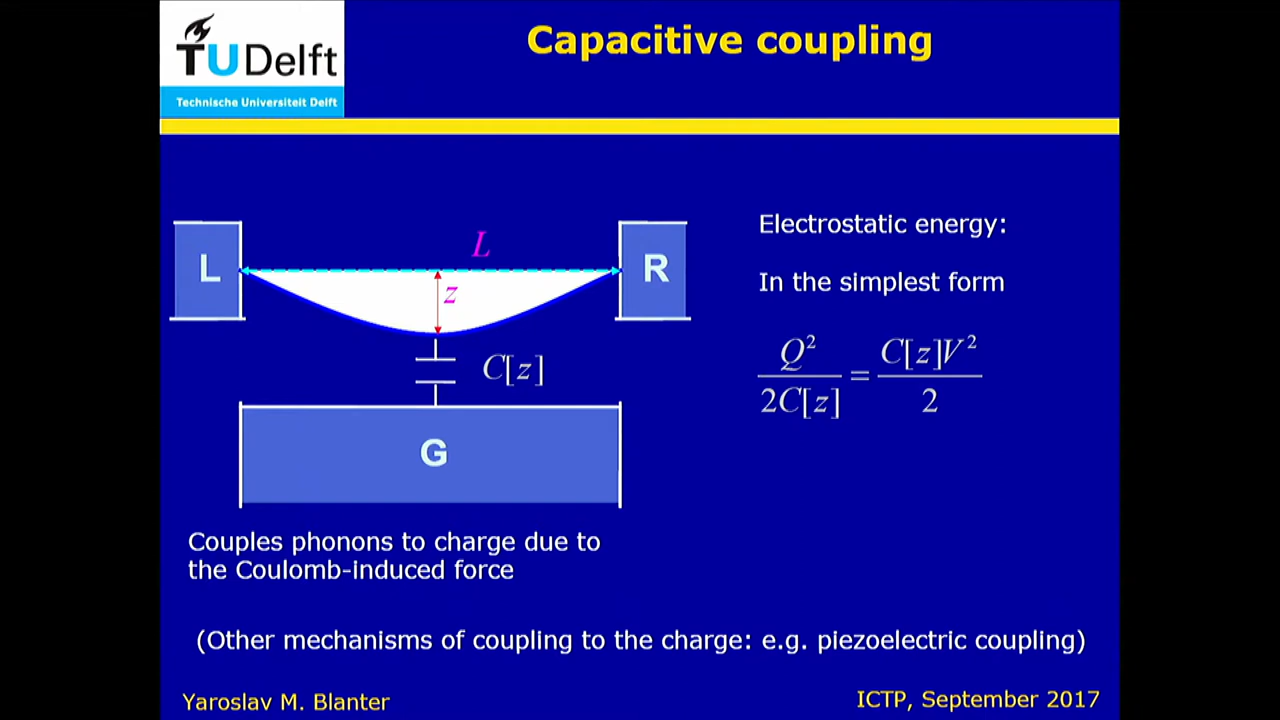 TU Delft
Technische Universiteit Delft
Capacitive coupling
L
L
R
z
C[z]
G
Electrostatic energy:
In the simplest form
Q²/2C[z] = C[z]V²/2
Couples phonons to charge due to
the Coulomb-induced force
(Other mechanisms of coupling to the charge: e.g. piezoelectric coupling)
Yaroslav M. Blanter
ICTP, September 2017